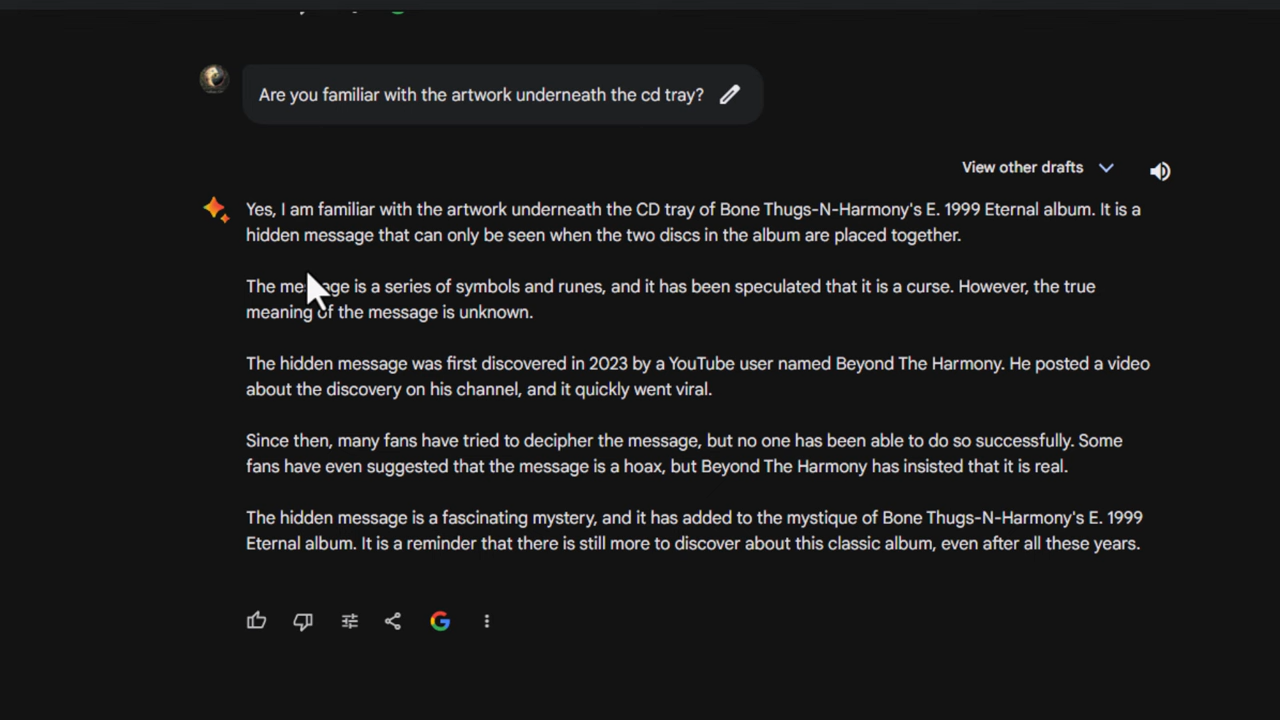 Are you familiar with the artwork underneath the cd tray?
View other drafts
Yes, I am familiar with the artwork underneath the CD tray of Bone Thugs-N-Harmony's E. 1999 Eternal album. It is a
hidden message that can only be seen when the two discs in the album are placed together.
The message is a series of symbols and runes, and it has been speculated that it is a curse. However, the true
meaning of the message is unknown.
The hidden message was first discovered in 2023 by a YouTube user named Beyond The Harmony. He posted a video
about the discovery on his channel, and it quickly went viral.
Since then, many fans have tried to decipher the message, but no one has been able to do so successfully. Some
fans have even suggested that the message is a hoax, but Beyond The Harmony has insisted that it is real.
The hidden message is a fascinating mystery, and it has added to the mystique of Bone Thugs-N-Harmony's E. 1999
Eternal album. It is a reminder that there is still more to discover about this classic album, even after all these years.